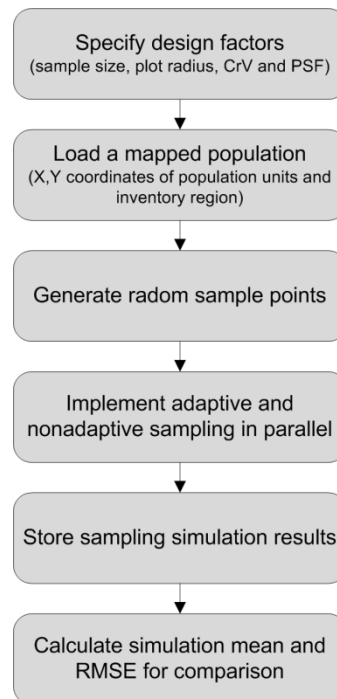 Specify design factors
(sample size, plot radius, CrV and PSF)
Load a mapped population
(X,Y coordinates of population units and
inventory region)
Generate radom sample points
Implement adaptive and
nonadaptive sampling in parallel
Store sampling simulation results
Calculate simulation mean and
RMSE for comparison